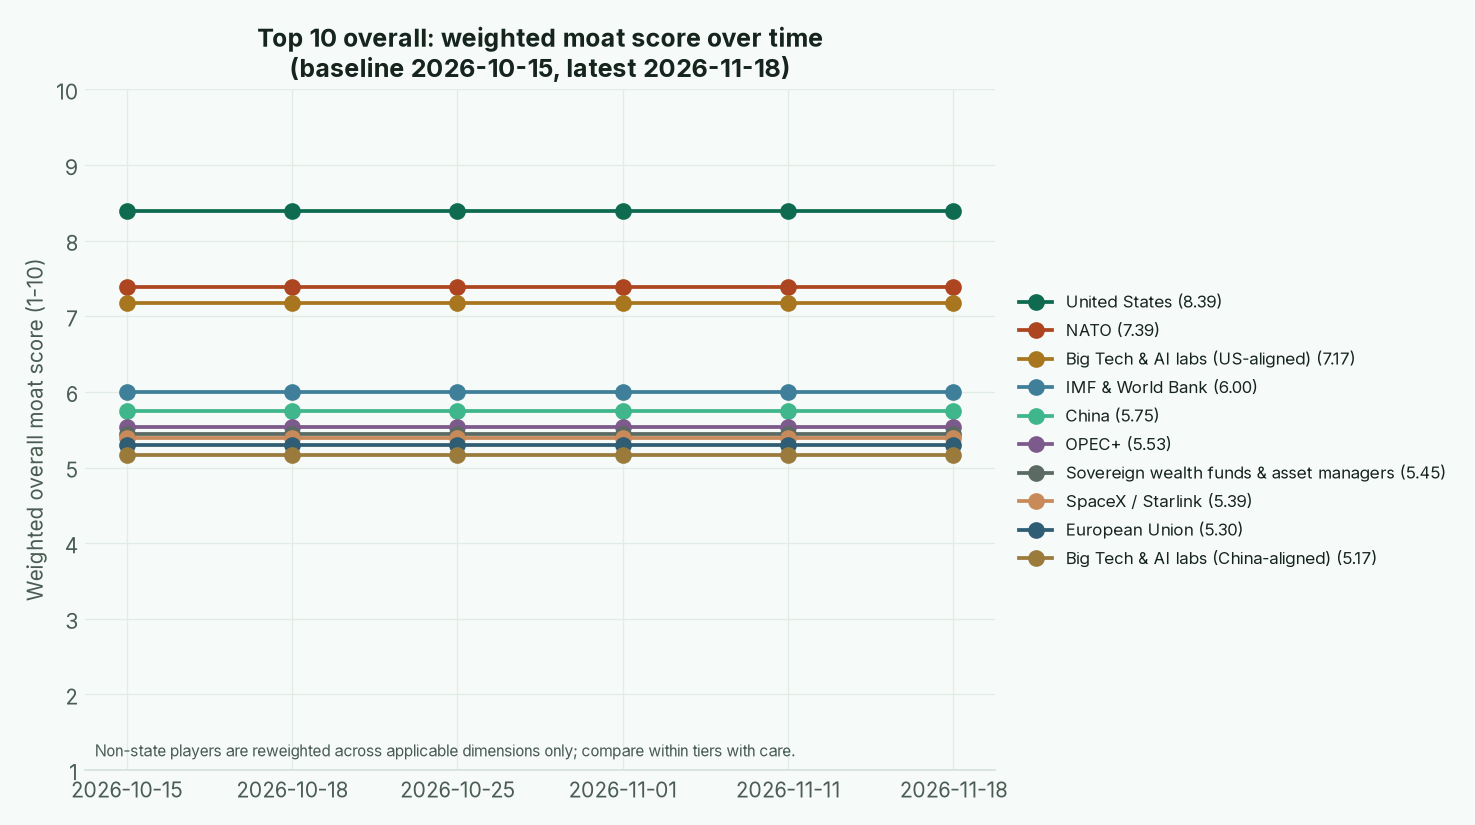 Top 10 overall: weighted moat score over time
(baseline 2026-10-15, latest 2026-11-18)
Weighted overall moat score (1-10)
10
9
8
7
6
5
4
3
2
1
Non-state players are reweighted across applicable dimensions only; compare within tiers with care.
2026-10-15
2026-10-18
2026-10-25
2026-11-01
2026-11-11
2026-11-18
United States (8.39)
NATO (7.39)
Big Tech & AI labs (US-aligned) (7.17)
IMF & World Bank (6.00)
China (5.75)
OPEC+ (5.53)
Sovereign wealth funds & asset managers (5.45)
SpaceX / Starlink (5.39)
European Union (5.30)
Big Tech & AI labs (China-aligned) (5.17)